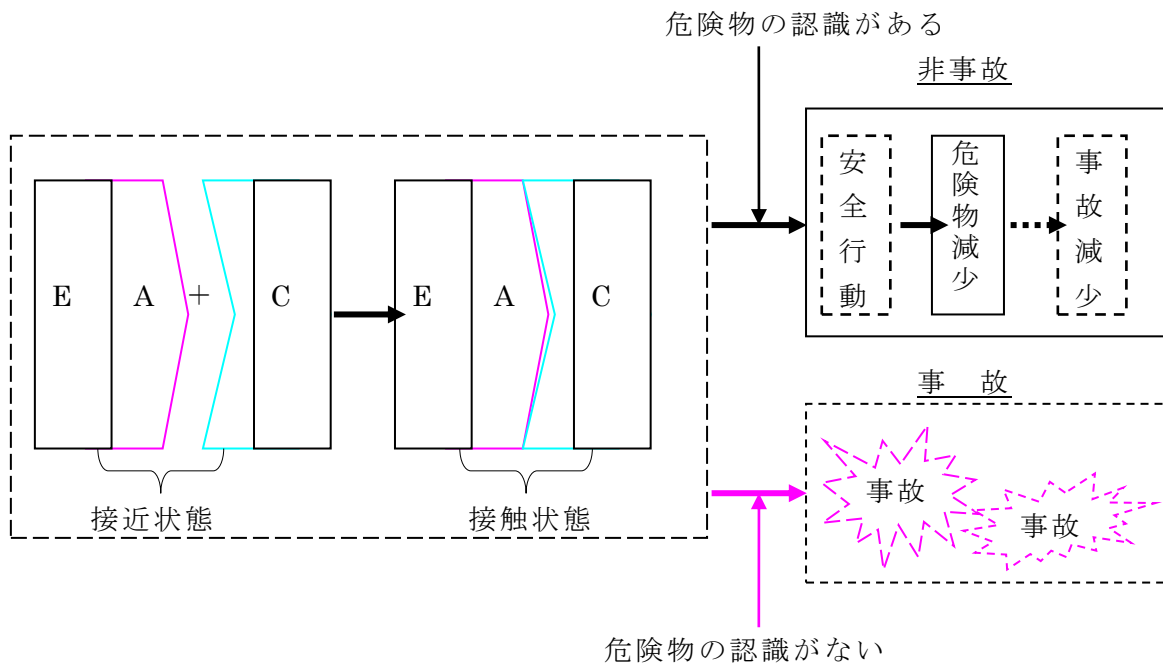 危険物の認識がある
非事故
安全行動
危険物減少
事故減少
E A + C
E A C
接近状態
接触状態
事 故
事故
事故
危険物の認識がない